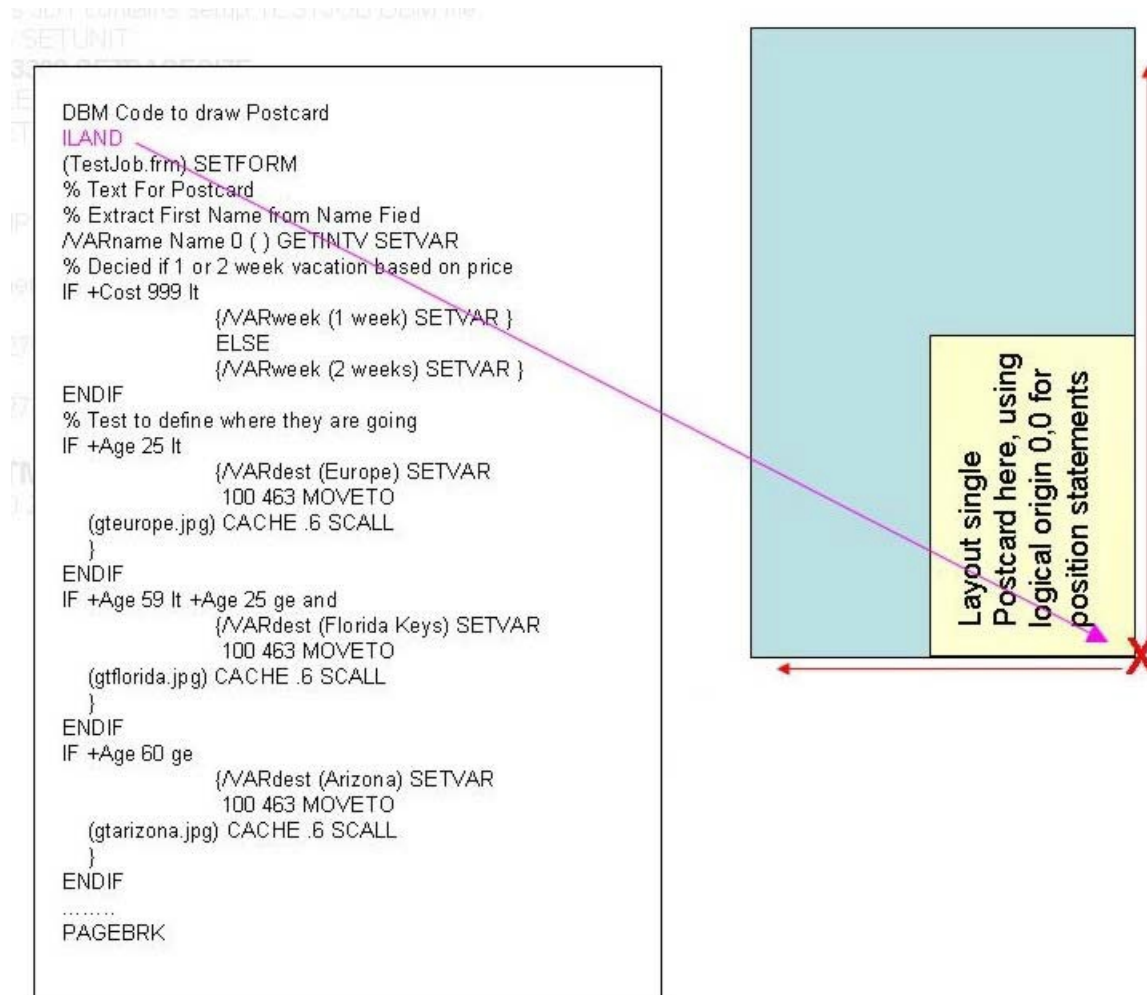 SETUNIT
DBM Code to draw Postcard
ILAND
(TestJob.frm) SETFORM
% Text For Postcard
% Extract First Name from Name Fied
/VARname Name 0 ( ) GETINTV SETVAR
% Decied if 1 or 2 week vacation based on price
IF +Cost 999 lt
{/VARweek (1 week) SETVAR }
ELSE
{/VARweek (2 weeks) SETVAR }
ENDIF
% Test to define where they are going
IF +Age 25 lt
{/VARdest (Europe) SETVAR
100 463 MOVETO
(gteurope.jpg) CACHE .6 SCALL
}
ENDIF
IF +Age 59 lt +Age 25 ge and
{/VARdest (Florida Keys) SETVAR
100 463 MOVETO
(gtflorida.jpg) CACHE .6 SCALL
}
ENDIF
IF +Age 60 ge
{/VARdest (Arizona) SETVAR
100 463 MOVETO
(gtarizona.jpg) CACHE .6 SCALL
}
ENDIF
........
PAGEBRK
Layout single
Postcard here, using
logical origin 0,0 for
position statements
X